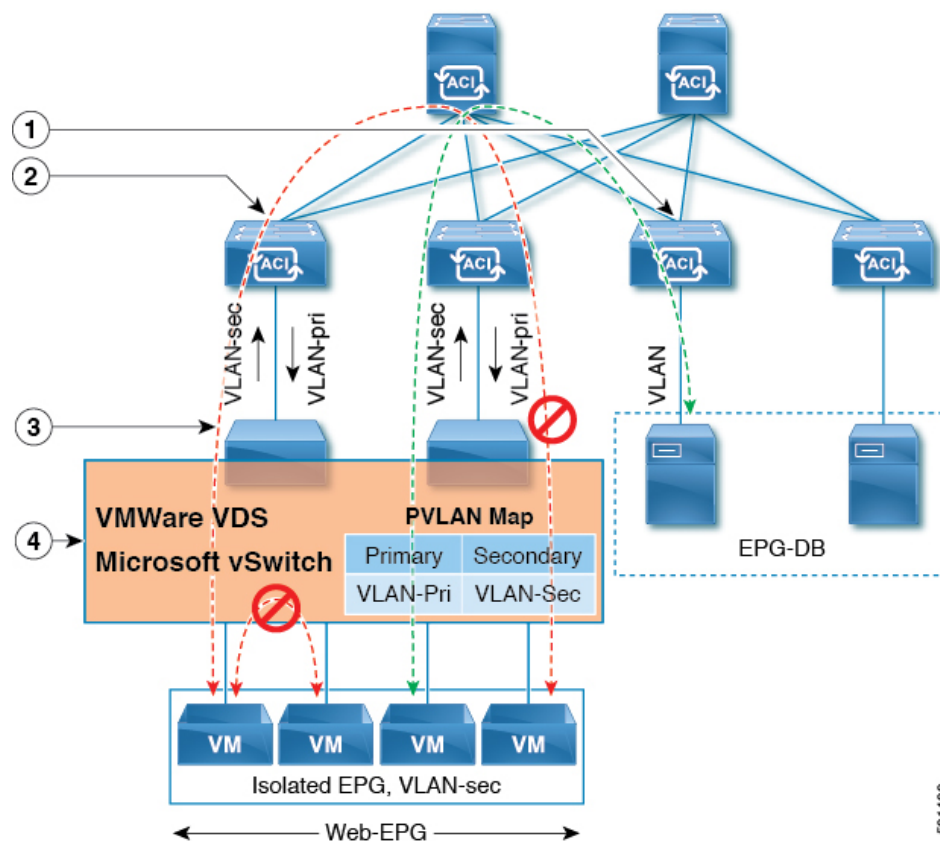 ACI
ACI
1
2
ACI
ACI
ACI
ACI
VLAN-sec
VLAN-pri
VLAN-sec
VLAN-pri
VLAN
3
4
VMWare VDS
Microsoft vSwitch
PVLAN Map
Primary Secondary
VLAN-Pri VLAN-Sec
EPG-DB
VM
VM
VM
VM
Isolated EPG, VLAN-sec
Web-EPG